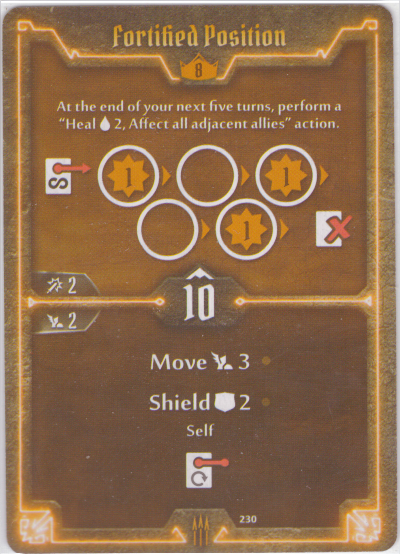 Fortified Position
8
At the end of your next five turns, perform a
"Heal 2, Affect all adjacent allies" action.
1 1
1
2
10
2
Move 3
Shield 2
Self
230